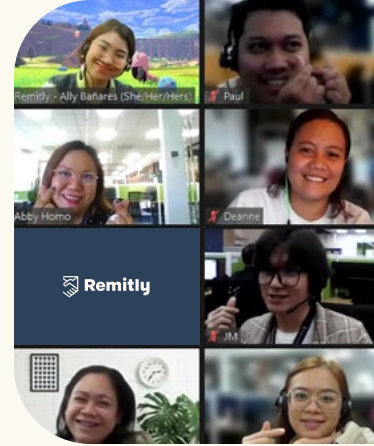 Remitly - Ally Bañares (She/Her/Hers)
Paul
Abby Homo
Deanne
Remitly
JM